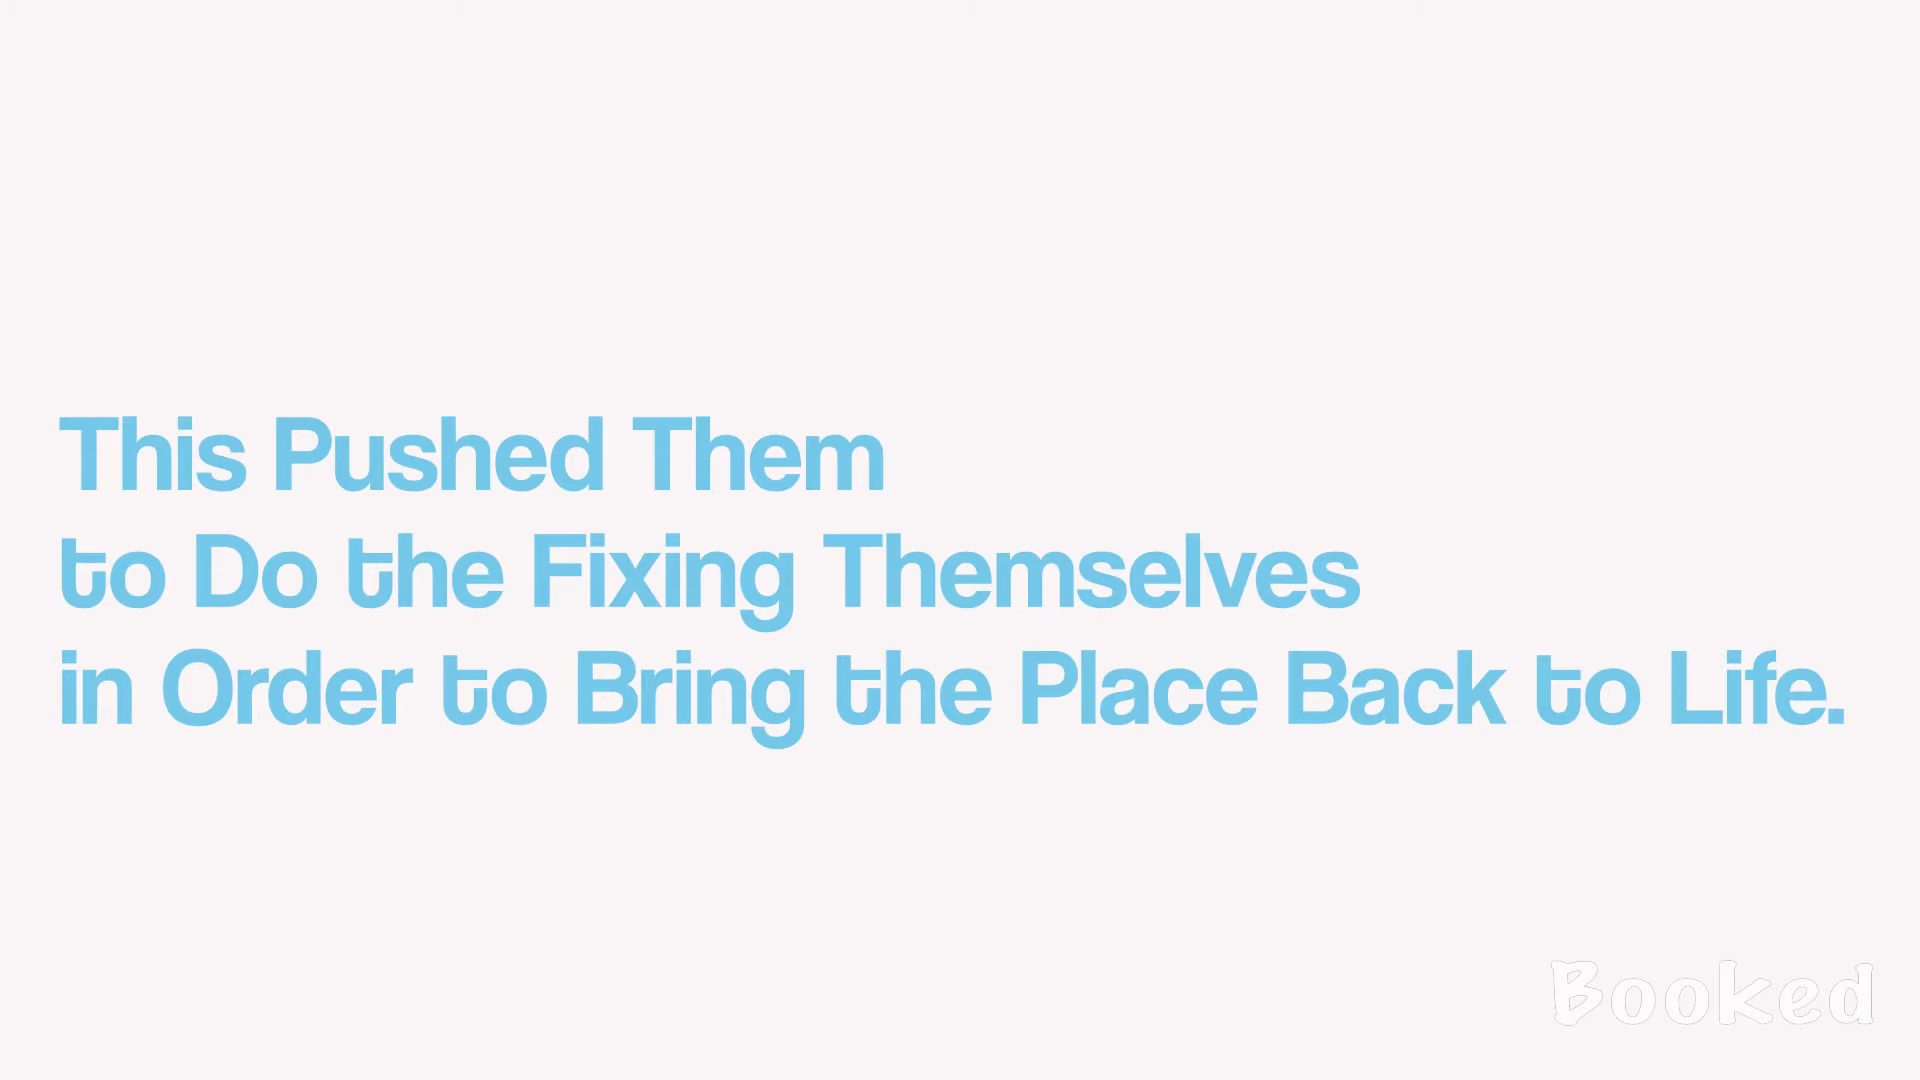 This Pushed Them
to Do the Fixing Themselves
in Order to Bring the Place Back to Life.
Booked